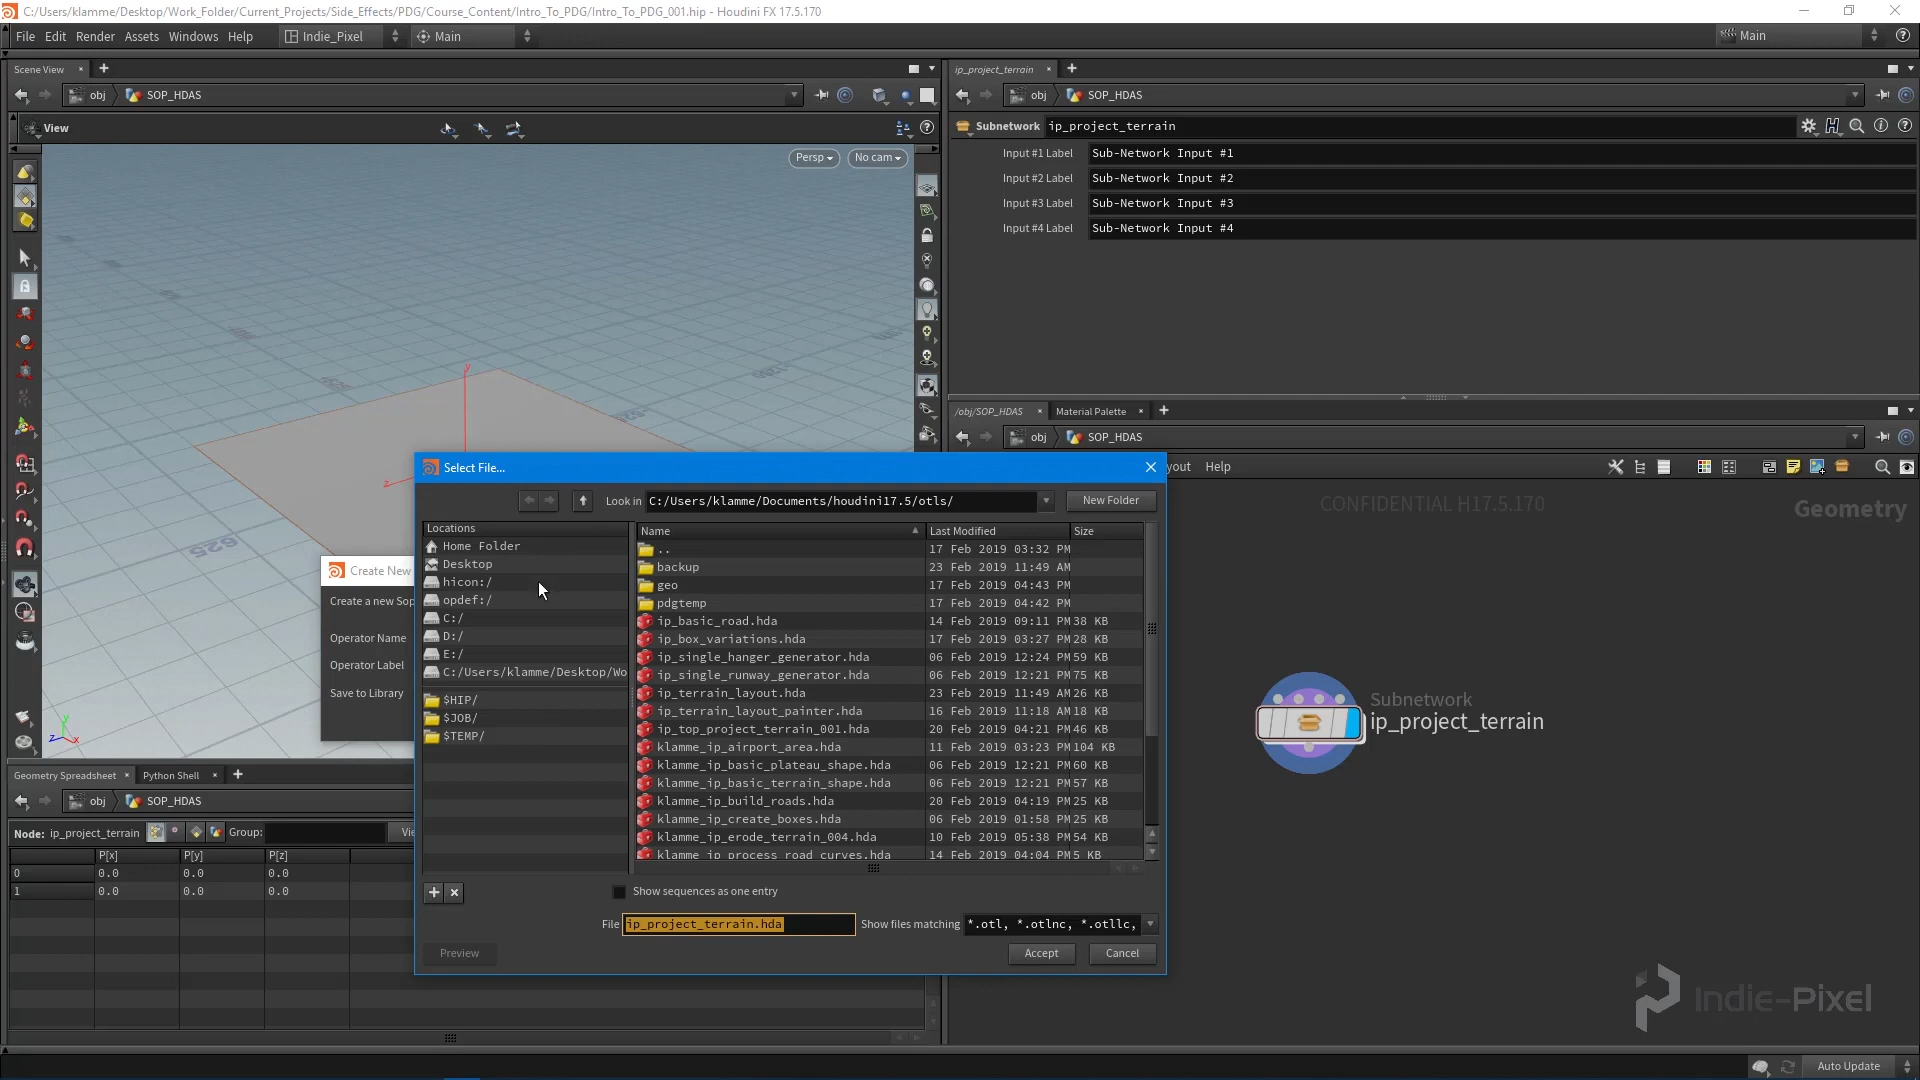 C:/Users/klamme/Desktop/Work_Folder/Current_Projects/Side_Effects/PDG/Course_Content/Intro_To_PDG/Intro_To_PDG_001.hip - Houdini FX 17.5.170
File Edit Render Assets Windows Help Indie_Pixel Main Main
Scene View
obj SOP_HDAS
View
Persp No cam
625
ip_project_terrain
obj SOP_HDAS
Subnetwork ip_project_terrain
Input #1 Label Sub-Network Input #1
Input #2 Label Sub-Network Input #2
Input #3 Label Sub-Network Input #3
Input #4 Label Sub-Network Input #4
/obj/SOP_HDAS Material Palette
obj SOP_HDAS
yout Help
CONFIDENTIAL H17.5.170
Geometry
Subnetwork
ip_project_terrain
Indie-Pixel
Create New
Create a new Sop
Operator Name
Operator Label
Save to Library
Select File...
Look in C:/Users/klamme/Documents/houdini17.5/otls/ New Folder
Locations
Home Folder
Desktop
hicon:/
opdef:/
C:/
D:/
E:/
C:/Users/klamme/Desktop/Wo
$HIP/
$JOB/
$TEMP/
Name Last Modified Size
.. 17 Feb 2019 03:32 PM
backup 23 Feb 2019 11:49 AM
geo 17 Feb 2019 04:43 PM
pdgtemp 17 Feb 2019 04:42 PM
ip_basic_road.hda 14 Feb 2019 09:11 PM 38 KB
ip_box_variations.hda 17 Feb 2019 03:27 PM 28 KB
ip_single_hanger_generator.hda 06 Feb 2019 12:24 PM 59 KB
ip_single_runway_generator.hda 06 Feb 2019 12:21 PM 75 KB
ip_terrain_layout.hda 23 Feb 2019 11:49 AM 26 KB
ip_terrain_layout_painter.hda 16 Feb 2019 11:18 AM 18 KB
ip_top_project_terrain_001.hda 20 Feb 2019 04:21 PM 46 KB
klamme_ip_airport_area.hda 11 Feb 2019 03:23 PM 104 KB
klamme_ip_basic_plateau_shape.hda 06 Feb 2019 12:21 PM 60 KB
klamme_ip_basic_terrain_shape.hda 06 Feb 2019 12:21 PM 57 KB
klamme_ip_build_roads.hda 20 Feb 2019 04:19 PM 25 KB
klamme_ip_create_boxes.hda 06 Feb 2019 01:58 PM 25 KB
klamme_ip_erode_terrain_004.hda 10 Feb 2019 05:38 PM 54 KB
klamme_ip_process_road_curves.hda 14 Feb 2019 04:04 PM 5 KB
Show sequences as one entry
File ip_project_terrain.hda Show files matching *.otl, *.otlnc, *.otllc,
Preview Accept Cancel
Geometry Spreadsheet Python Shell
obj SOP_HDAS
Node: ip_project_terrain Group: Vi
P[x] P[y] P[z]
0 0.0 0.0 0.0
1 0.0 0.0 0.0
Auto Update